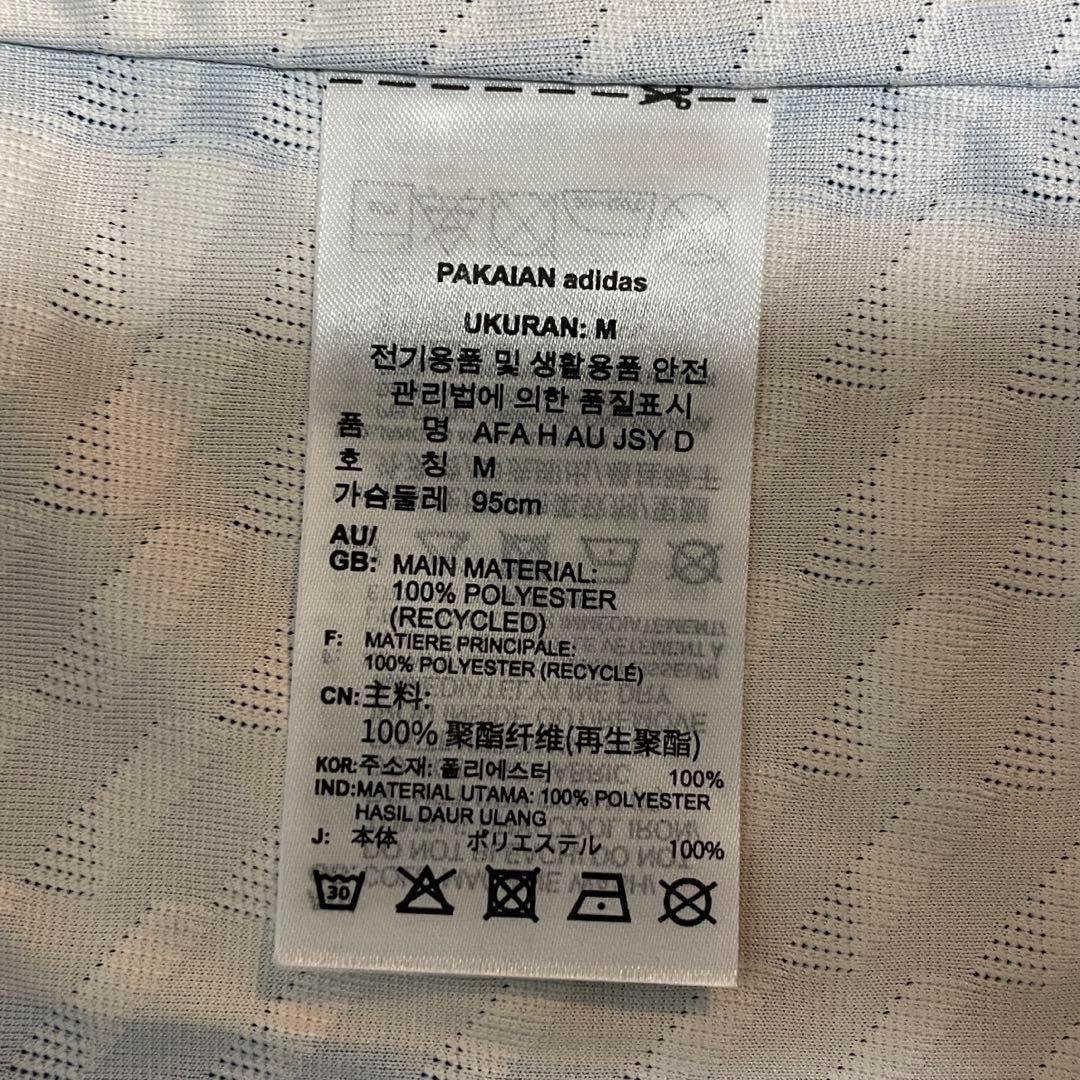 PAKAIAN adidas
UKURAN: M
전기용품 및 생활용품 안전
관리법에 의한 품질표시
품 명 AFA H AU JSY D
호 칭 M
가슴둘레 95cm
AU/
GB: MAIN MATERIAL:
100% POLYESTER
(RECYCLED)
F: MATIERE PRINCIPALE:
100% POLYESTER (RECYCLÉ)
CN: 主料:
100% 聚酯纤维(再生聚酯)
KOR: 주소재: 폴리에스터 100%
IND: MATERIAL UTAMA: 100% POLYESTER
HASIL DAUR ULANG
J: 本体 ポリエステル 100%
30